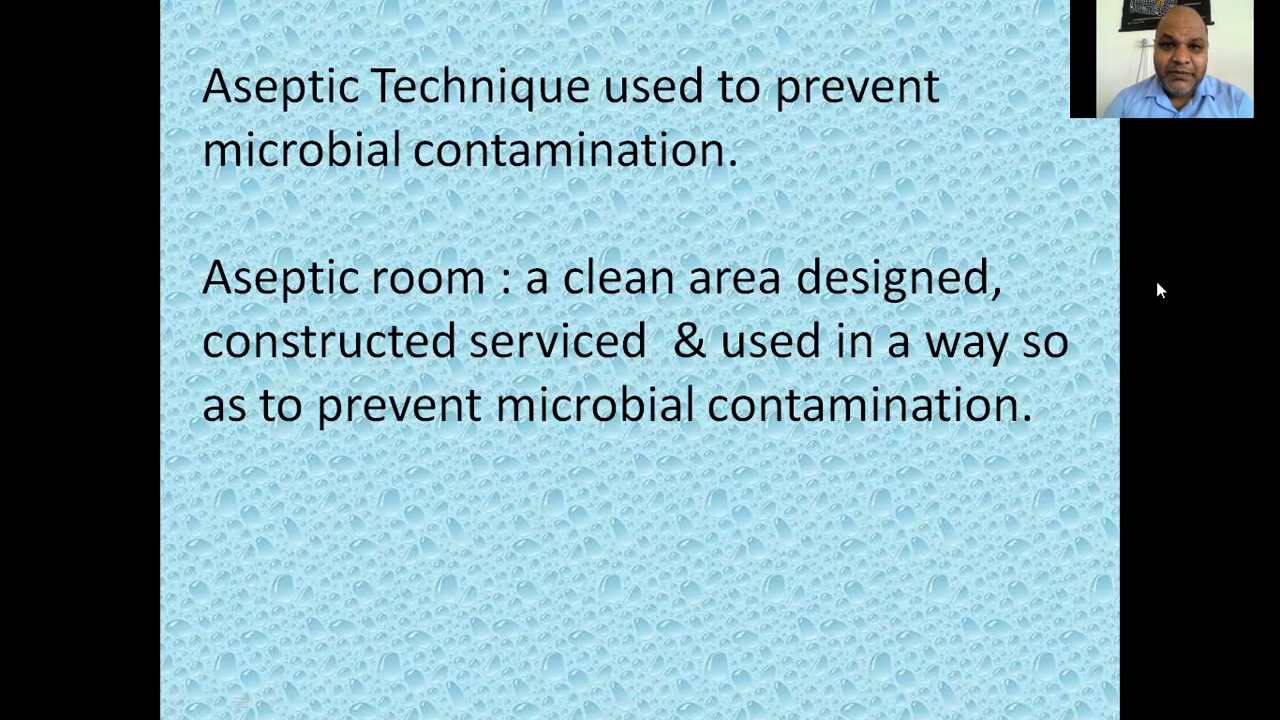 Aseptic Technique used to prevent
microbial contamination.
Aseptic room : a clean area designed,
constructed serviced & used in a way so
as to prevent microbial contamination.